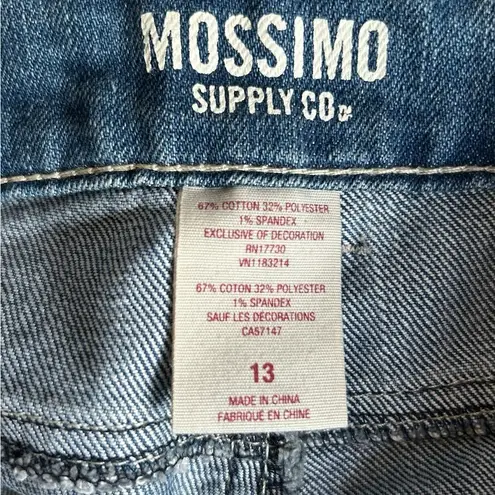 MOSSIMO
SUPPLY CO
67% COTTON 32% POLYESTER
1% SPANDEX
EXCLUSIVE OF DECORATION
RN17730
VN1183214
67% COTON 32% POLYESTER
1% SPANDEX
SAUF LES DÉCORATIONS
CA57147
13
MADE IN CHINA
FABRIQUÉ EN CHINE